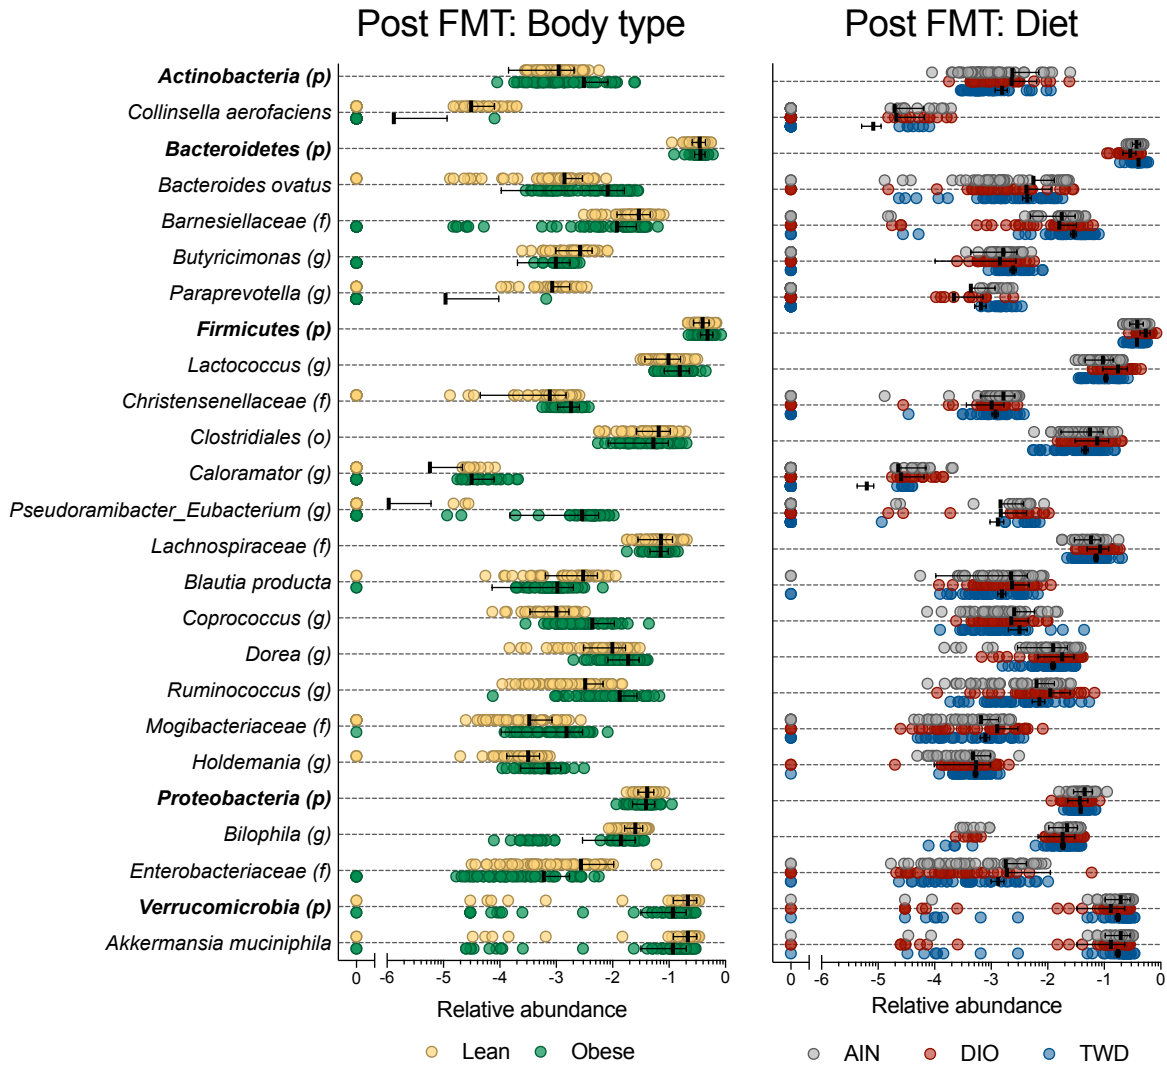 Post FMT: Body type
Post FMT: Diet
Actinobacteria (p)
Collinsella aerofaciens
Bacteroidetes (p)
Bacteroides ovatus
Barnesiellaceae (f)
Butyricimonas (g)
Paraprevotella (g)
Firmicutes (p)
Lactococcus (g)
Christensenellaceae (f)
Clostridiales (o)
Caloramator (g)
Pseudoramibacter_Eubacterium (g)
Lachnospiraceae (f)
Blautia producta
Coprococcus (g)
Dorea (g)
Ruminococcus (g)
Mogibacteriaceae (f)
Holdemania (g)
Proteobacteria (p)
Bilophila (g)
Enterobacteriaceae (f)
Verrucomicrobia (p)
Akkermansia muciniphila
0 -6 -5 -4 -3 -2 -1 0
0 -6 -5 -4 -3 -2 -1 0
Relative abundance
Relative abundance
Lean Obese
AIN DIO TWD